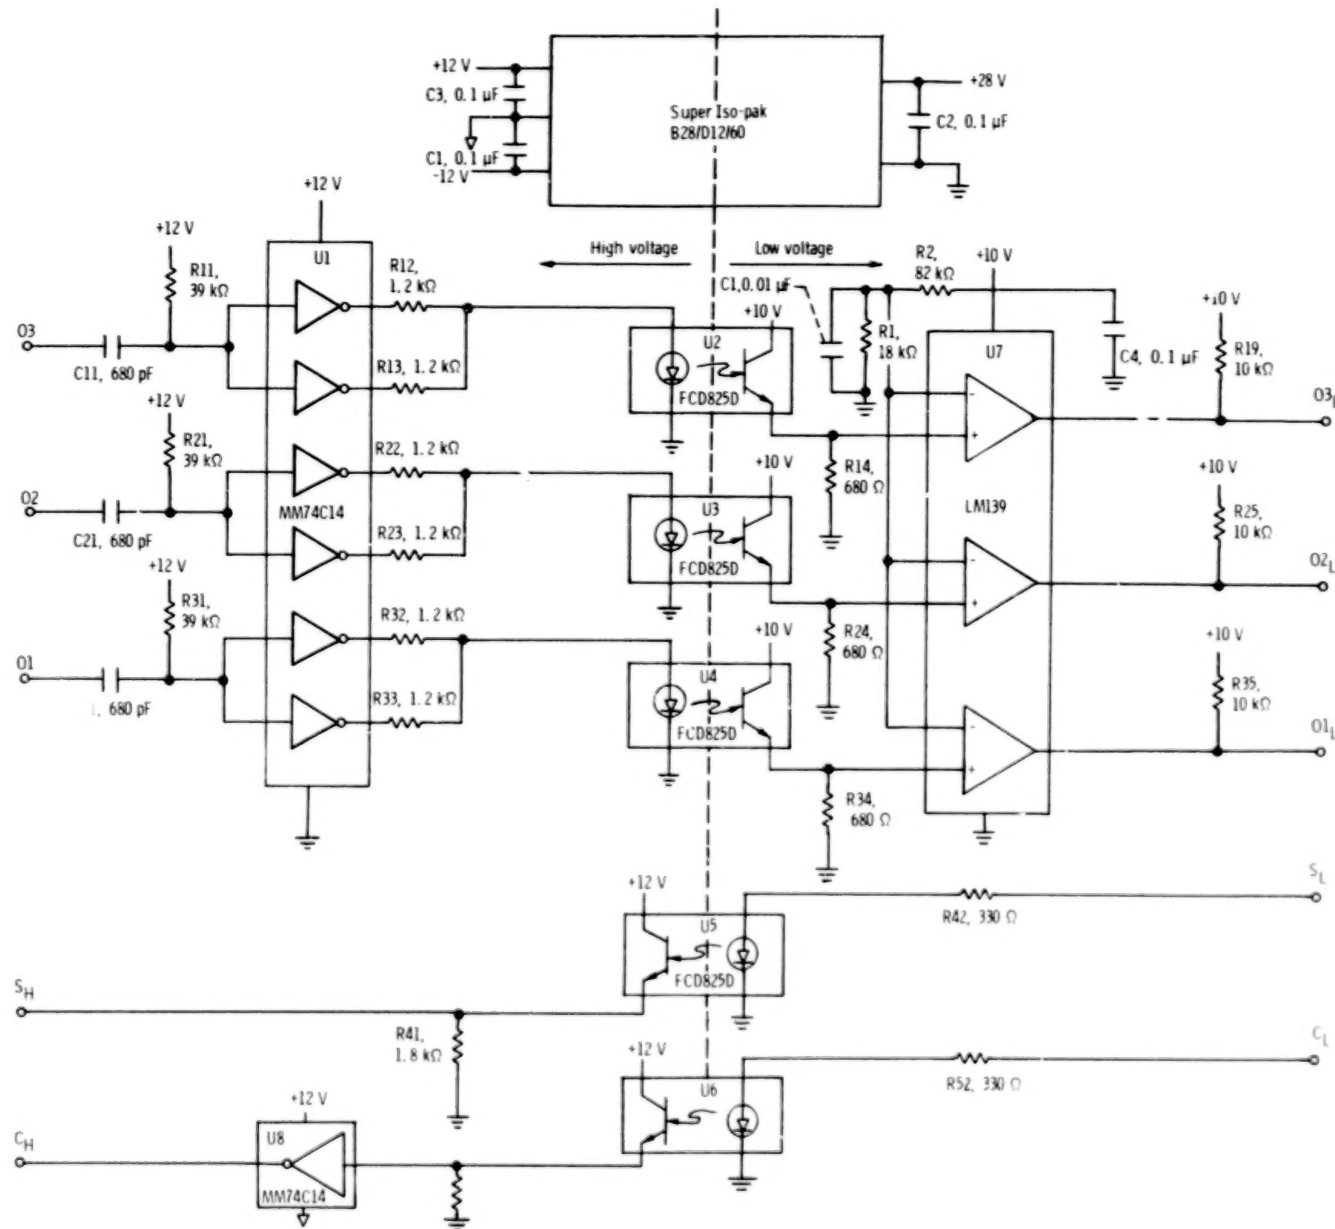 +12 V
C3, 0.1 µF
C1, 0.1 µF
-12 V
Super Iso-pak
B28/D12/60
+28 V
C2, 0.1 µF
High voltage
Low voltage
+12 V
+12 V
R11,
39 kΩ
U1
R12,
1.2 kΩ
O3
C11, 680 pF
R13, 1.2 kΩ
+12 V
R21,
39 kΩ
R22, 1.2 kΩ
O2
C21, 680 pF
MM74C14
R23, 1.2 kΩ
+12 V
R31,
39 kΩ
R32, 1.2 kΩ
O1
, 680 pF
R33, 1.2 kΩ
C1, 0.01 µF
R2
82 kΩ
+10 V
+10 V
R1,
18 kΩ
C4, 0.1 µF
U2
FCD825D
U7
-
+
+10 V
R19,
10 kΩ
O3L
R14,
680 Ω
+10 V
U3
FCD825D
LM139
-
+
+10 V
R25,
10 kΩ
O2L
R24,
680 Ω
+10 V
U4
FCD825D
-
+
+10 V
R35,
10 kΩ
O1L
R34,
680 Ω
+12 V
U5
FCD825D
R42, 330 Ω
SL
SH
R41,
1.8 kΩ
+12 V
U6
R52, 330 Ω
CL
+12 V
U8
MM74C14
CH